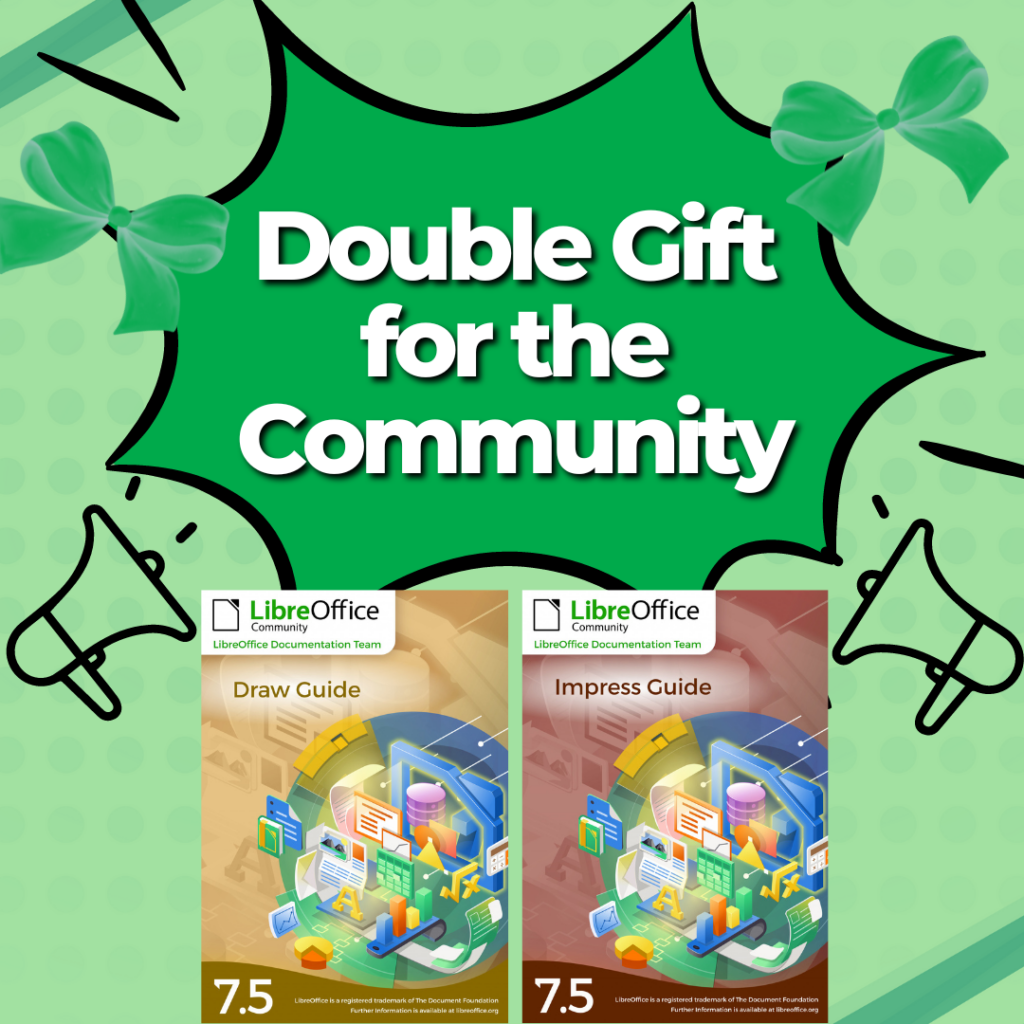 Double Gift
for the
Community
LibreOffice
Community
LibreOffice Documentation Team
Draw Guide
7.5
LibreOffice is a registered trademark of The Document Foundation
Further Information is available at libreoffice.org
LibreOffice
Community
LibreOffice Documentation Team
Impress Guide
7.5
LibreOffice is a registered trademark of The Document Foundation
Further Information is available at libreoffice.org